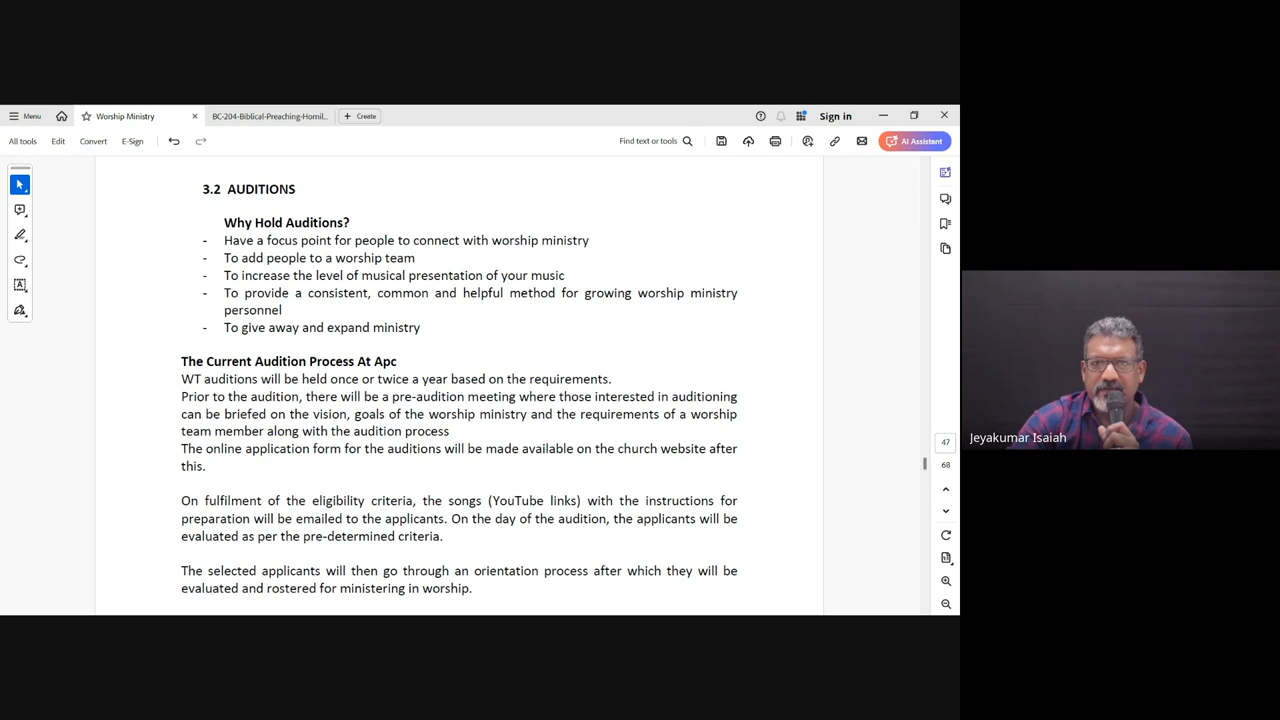 Menu
Worship Ministry
BC-204-Biblical-Preaching-Homil...
Create
Sign in
All tools
Edit
Convert
E-Sign
Find text or tools
AI Assistant
3.2 AUDITIONS
Why Hold Auditions?
- Have a focus point for people to connect with worship ministry
- To add people to a worship team
- To increase the level of musical presentation of your music
- To provide a consistent, common and helpful method for growing worship ministry
personnel
- To give away and expand ministry
The Current Audition Process At Apc
WT auditions will be held once or twice a year based on the requirements.
Prior to the audition, there will be a pre-audition meeting where those interested in auditioning
can be briefed on the vision, goals of the worship ministry and the requirements of a worship
team member along with the audition process
The online application form for the auditions will be made available on the church website after
this.
On fulfilment of the eligibility criteria, the songs (YouTube links) with the instructions for
preparation will be emailed to the applicants. On the day of the audition, the applicants will be
evaluated as per the pre-determined criteria.
The selected applicants will then go through an orientation process after which they will be
evaluated and rostered for ministering in worship.
47
68
Jeyakumar Isaiah